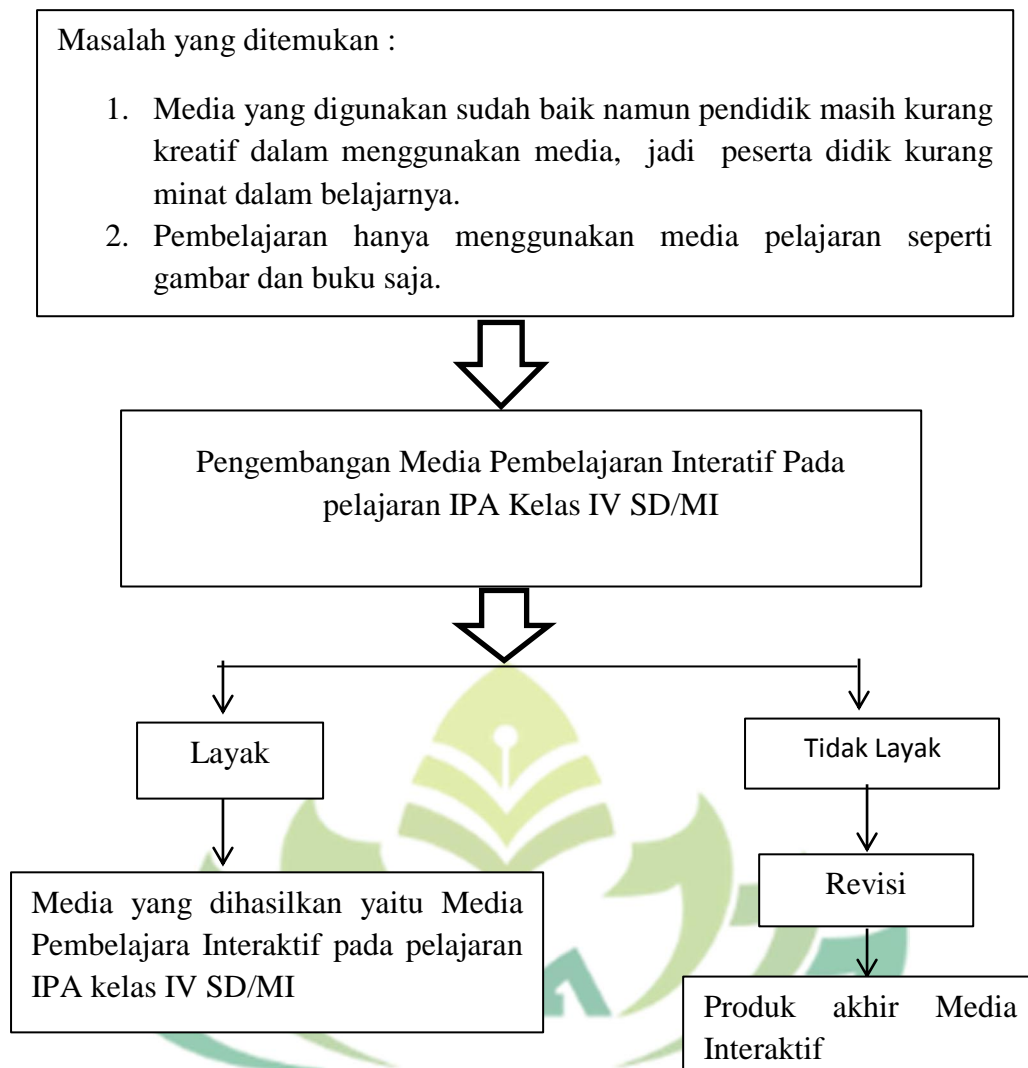 Masalah yang ditemukan :
1. Media yang digunakan sudah baik namun pendidik masih kurang
kreatif dalam menggunakan media, jadi peserta didik kurang
minat dalam belajarnya.
2. Pembelajaran hanya menggunakan media pelajaran seperti
gambar dan buku saja.
Pengembangan Media Pembelajaran Interatif Pada
pelajaran IPA Kelas IV SD/MI
Layak
Tidak Layak
Media yang dihasilkan yaitu Media
Pembelajara Interaktif pada pelajaran
IPA kelas IV SD/MI
Revisi
Produk akhir Media
Interaktif